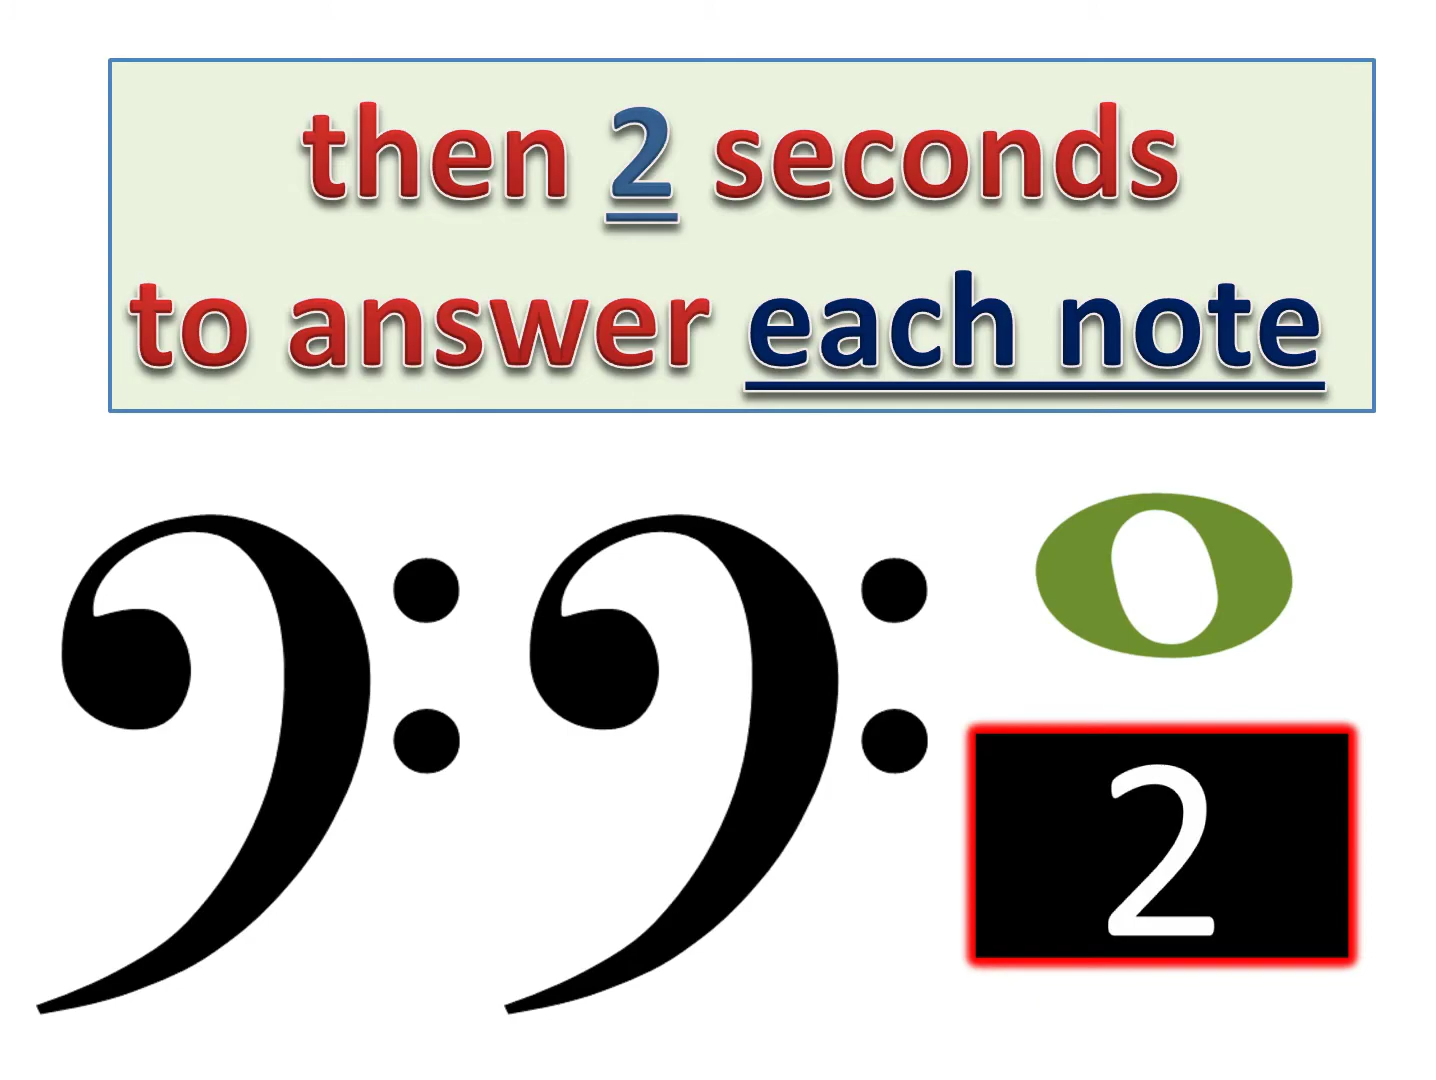 then 2 seconds
to answer each note
2